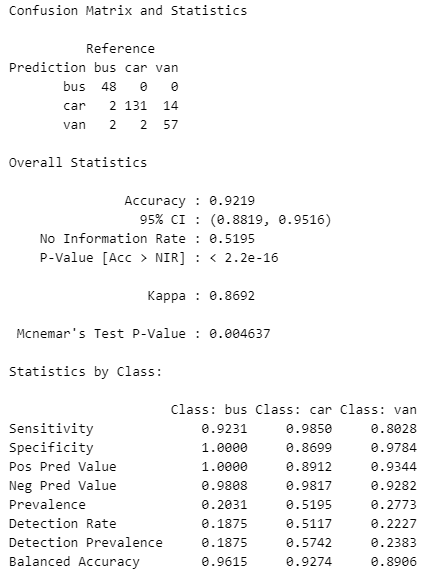 Confusion Matrix and Statistics

          Reference
Prediction bus car van
       bus  48   0   0
       car   2 131  14
       van   2   2  57

Overall Statistics

               Accuracy : 0.9219
                 95% CI : (0.8819, 0.9516)
    No Information Rate : 0.5195
    P-Value [Acc > NIR] : < 2.2e-16

                  Kappa : 0.8692

 Mcnemar's Test P-Value : 0.004637

Statistics by Class:

                     Class: bus Class: car Class: van
Sensitivity              0.9231     0.9850     0.8028
Specificity              1.0000     0.8699     0.9784
Pos Pred Value           1.0000     0.8912     0.9344
Neg Pred Value           0.9808     0.9817     0.9282
Prevalence               0.2031     0.5195     0.2773
Detection Rate           0.1875     0.5117     0.2227
Detection Prevalence     0.1875     0.5742     0.2383
Balanced Accuracy        0.9615     0.9274     0.8906